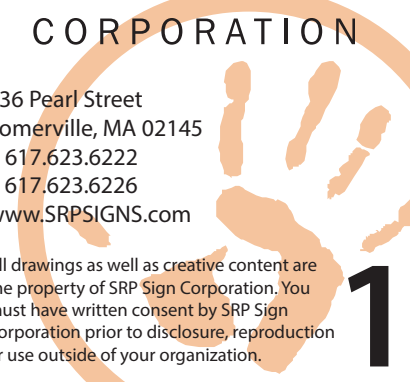 CORPORATION
36 Pearl Street
omerville, MA 02145
617.623.6222
617.623.6226
www.SRPSIGNS.com
ll drawings as well as creative content are
he property of SRP Sign Corporation. You
ust have written consent by SRP Sign
orporation prior to disclosure, reproduction
r use outside of your organization.
1